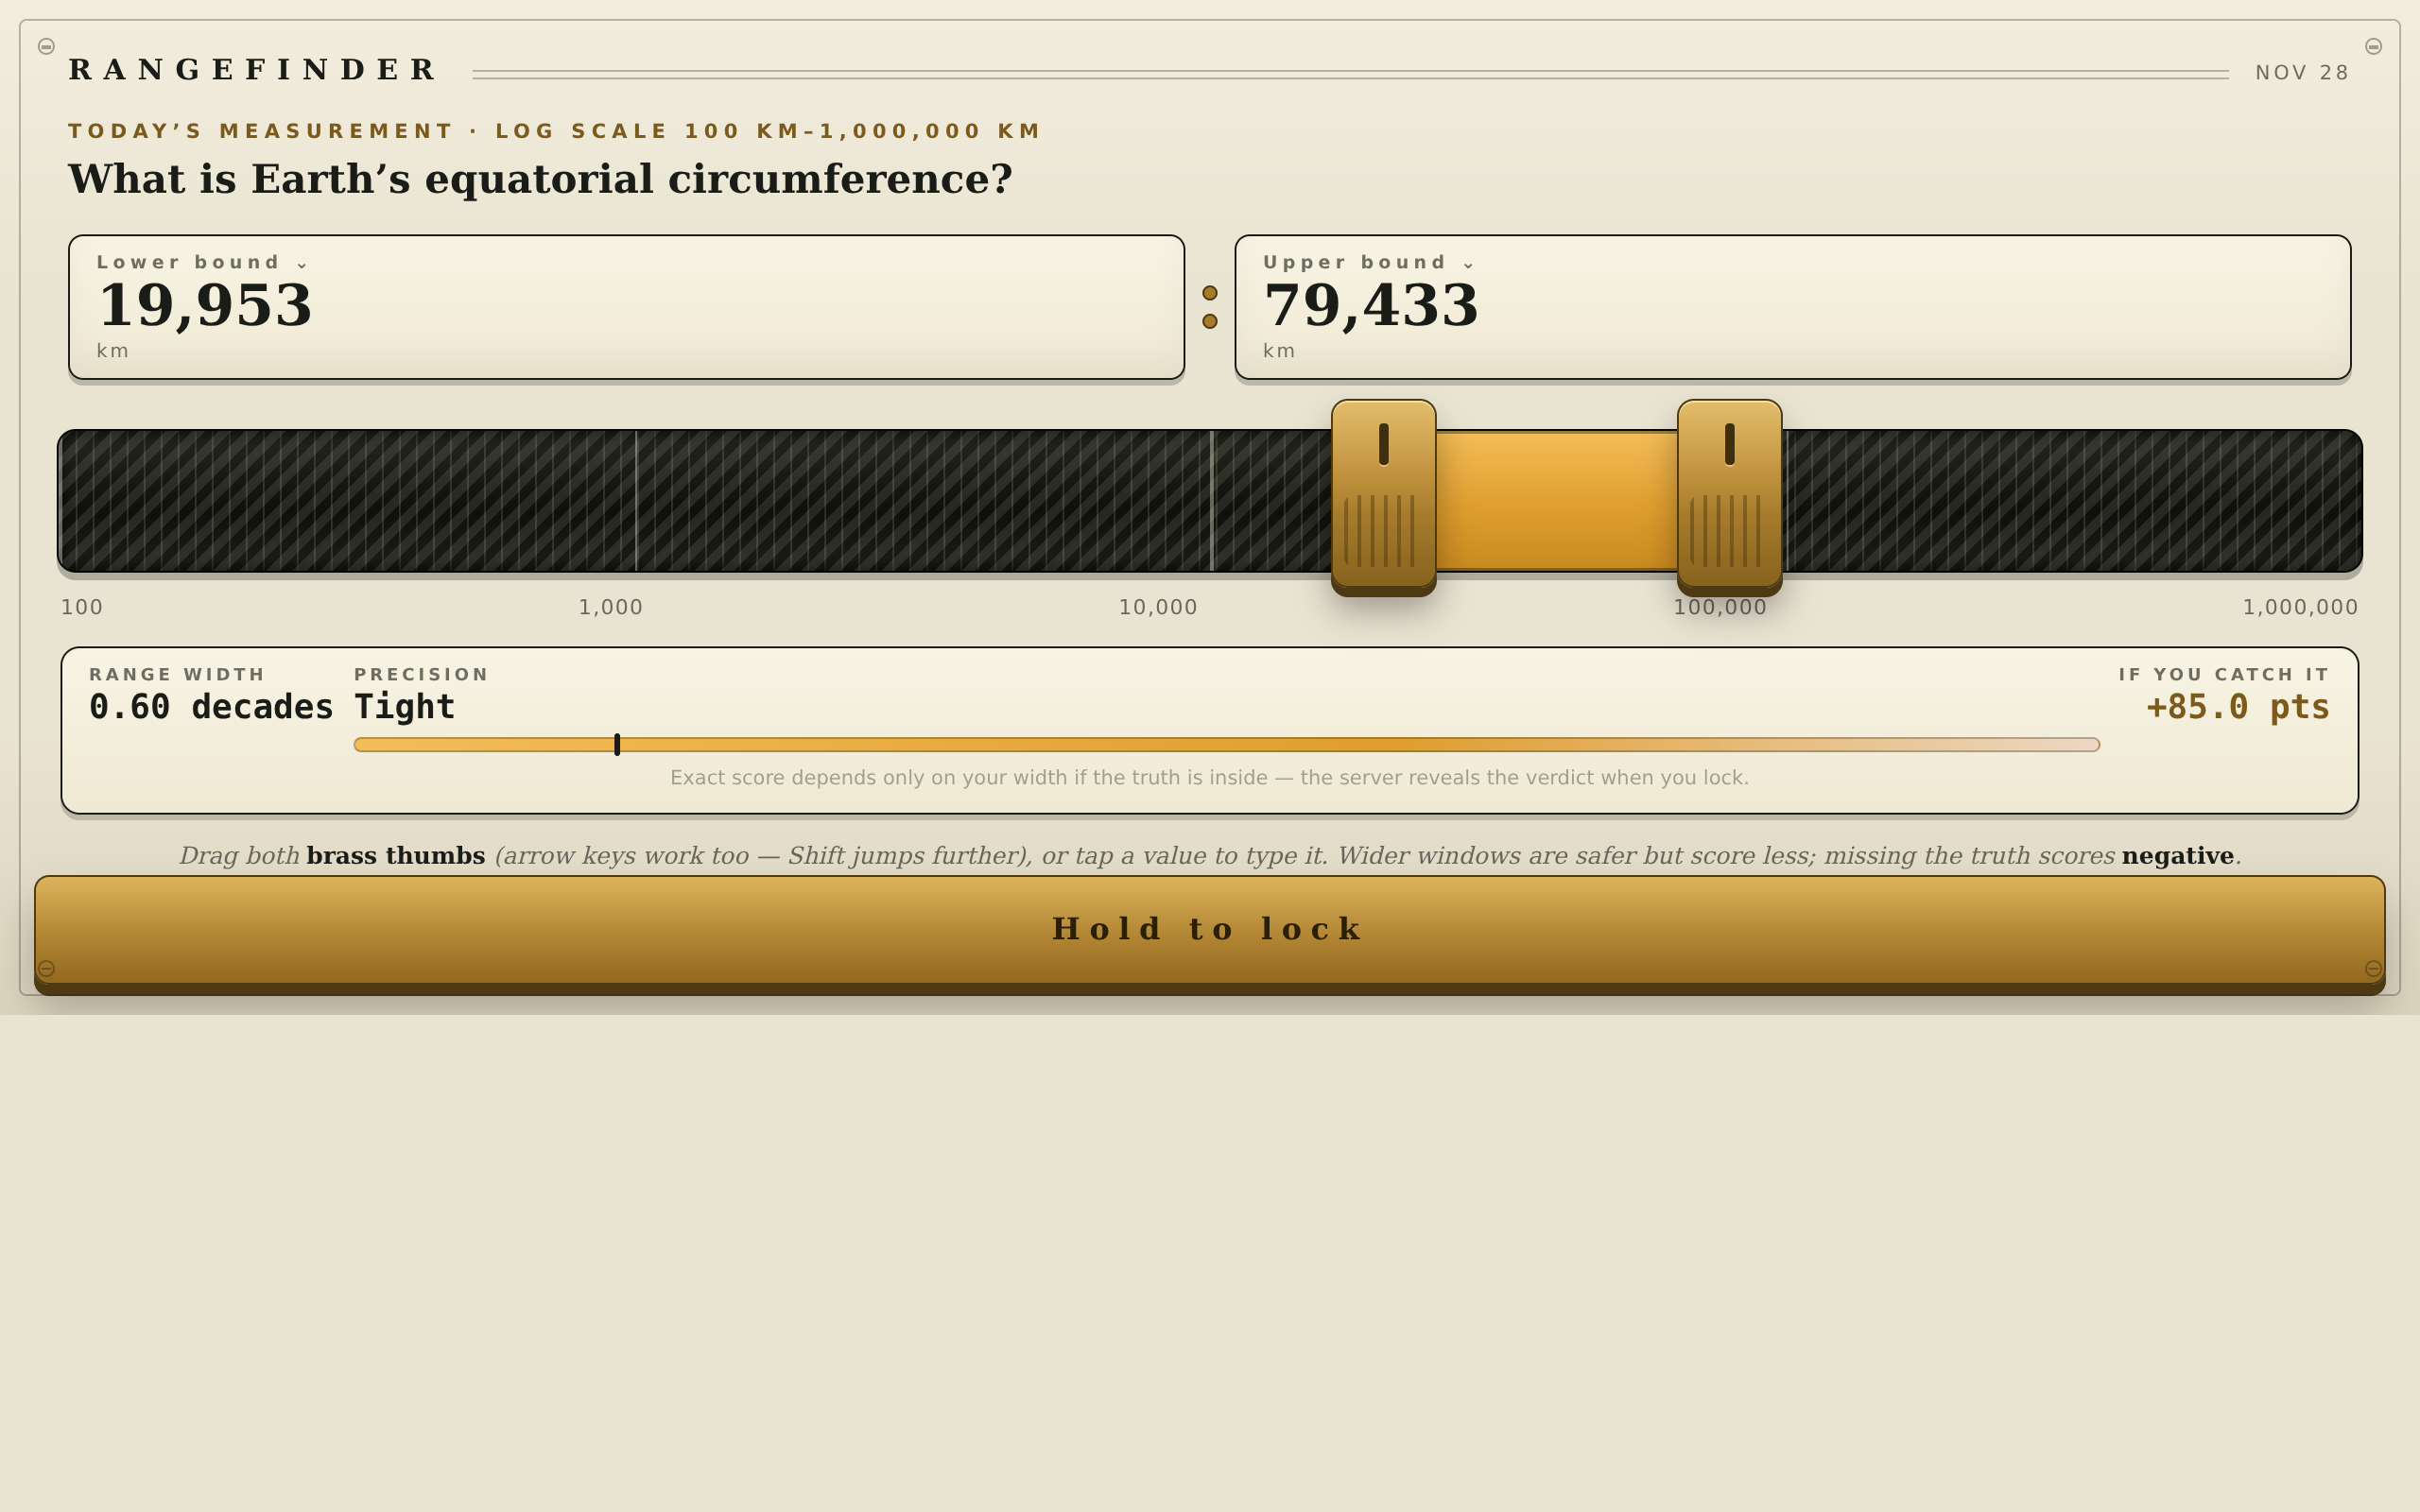 RANGEFINDER
NOV 28
TODAY’S MEASUREMENT · LOG SCALE 100 KM–1,000,000 KM
What is Earth’s equatorial circumference?
Lower bound ⌄
19,953
km
Upper bound ⌄
79,433
km
100 1,000 10,000 100,000 1,000,000
RANGE WIDTH
0.60 decades
PRECISION
Tight
IF YOU CATCH IT
+85.0 pts
Exact score depends only on your width if the truth is inside — the server reveals the verdict when you lock.
Drag both brass thumbs (arrow keys work too — Shift jumps further), or tap a value to type it. Wider windows are safer but score less; missing the truth scores negative.
Hold to lock